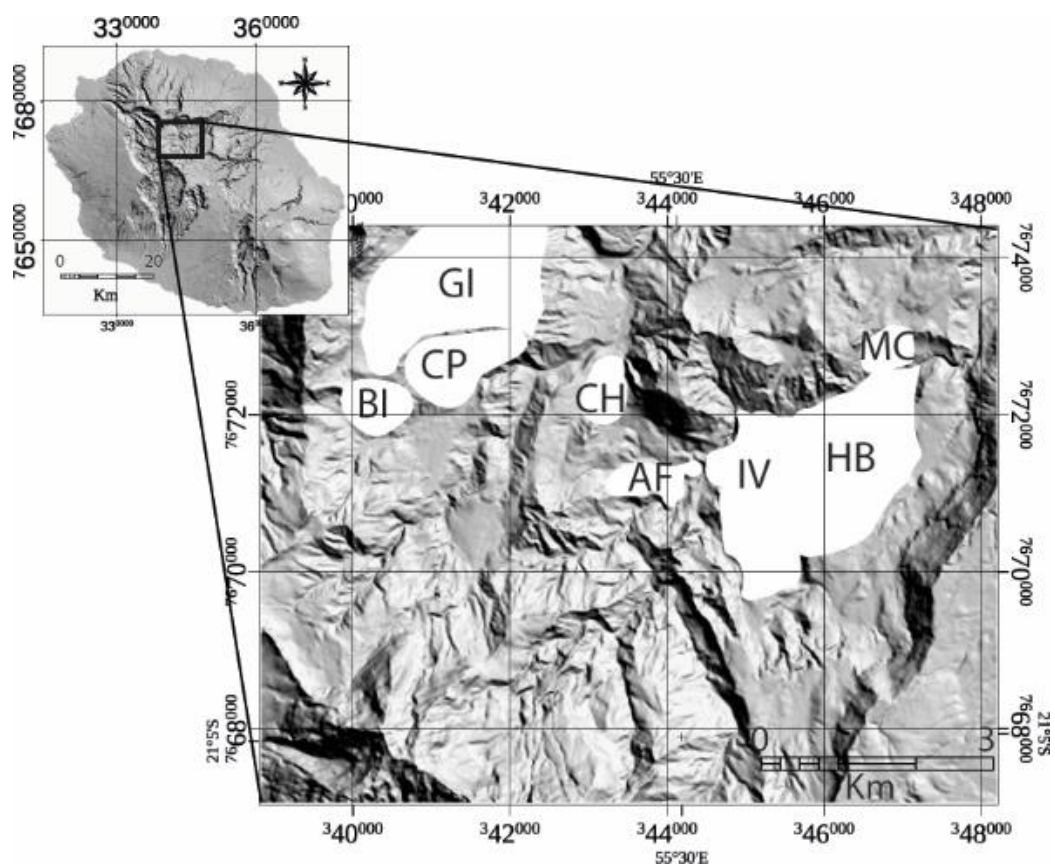 33⁰⁰⁰⁰ 36⁰⁰⁰⁰
768⁰⁰⁰⁰
765⁰⁰⁰⁰
0 20
Km
33⁰⁰⁰⁰
55°30'E
342⁰⁰⁰ 344⁰⁰⁰ 346⁰⁰⁰ 348⁰⁰⁰
7674⁰⁰⁰
GI
MC
CP
BI CH
7672⁰⁰⁰ 7672⁰⁰⁰
HB
AF IV
7670⁰⁰⁰ 7670⁰⁰⁰
21°5'S 7668⁰⁰⁰ 0 3 7668⁰⁰⁰ 21°5'S
Km
340⁰⁰⁰ 342⁰⁰⁰ 344⁰⁰⁰ 346⁰⁰⁰ 348⁰⁰⁰
55°30'E